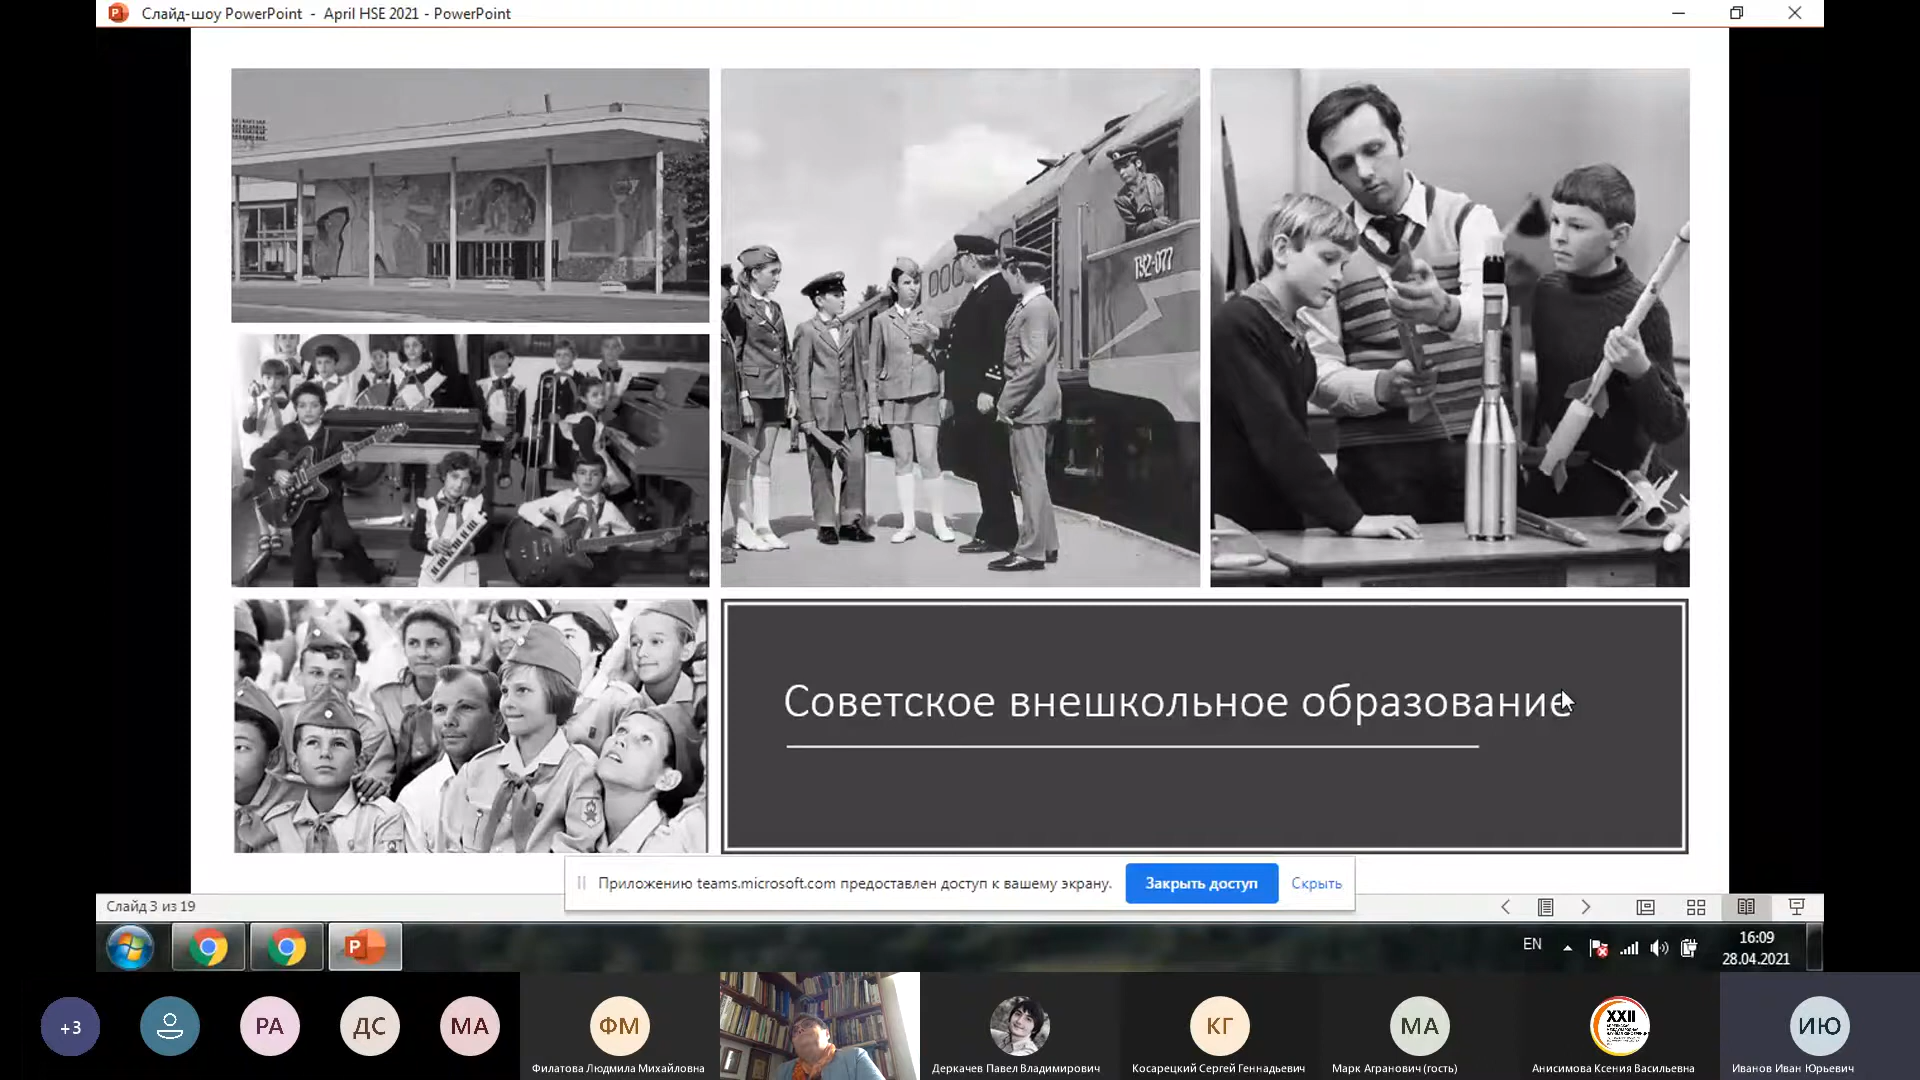 Слайд-шоу PowerPoint - April HSE 2021 - PowerPoint
ТУ2-077
Советское внешкольное образование
Приложению teams.microsoft.com предоставлен доступ к вашему экрану.
Закрыть доступ
Скрыть
Слайд 3 из 19
EN
16:09
28.04.2021
+3
РА
ДС
МА
ФМ
КГ
МА
XXII
ИЮ
Филатова Людмила Михайловна
Деркачев Павел Владимирович
Косарецкий Сергей Геннадьевич
Марк Агранович (гость)
Анисимова Ксения Васильевна
Иванов Иван Юрьевич